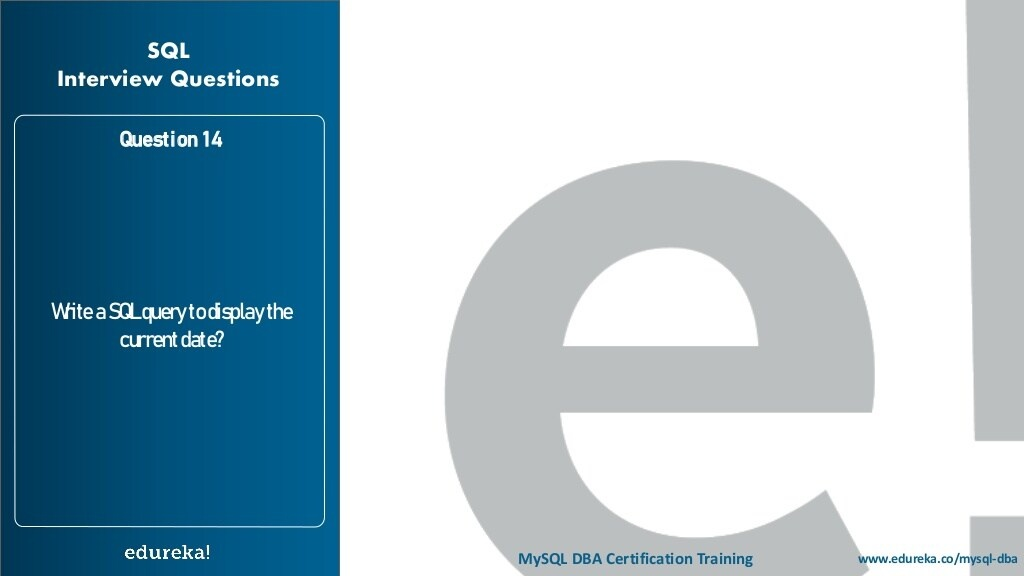 SQL
Interview Questions
Question 14
Write a SQL query to display the
current date?
edureka!
e!
MySQL DBA Certification Training
www.edureka.co/mysql-dba